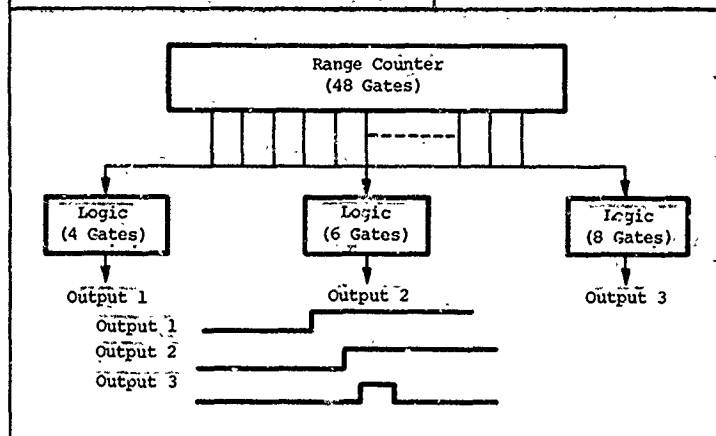 Range Counter
(48 Gates)
Logic
(4 Gates)
Logic
(6 Gates)
Logic
(8 Gates)
Output 1
Output 2
Output 3
Output 1
Output 2
Output 3